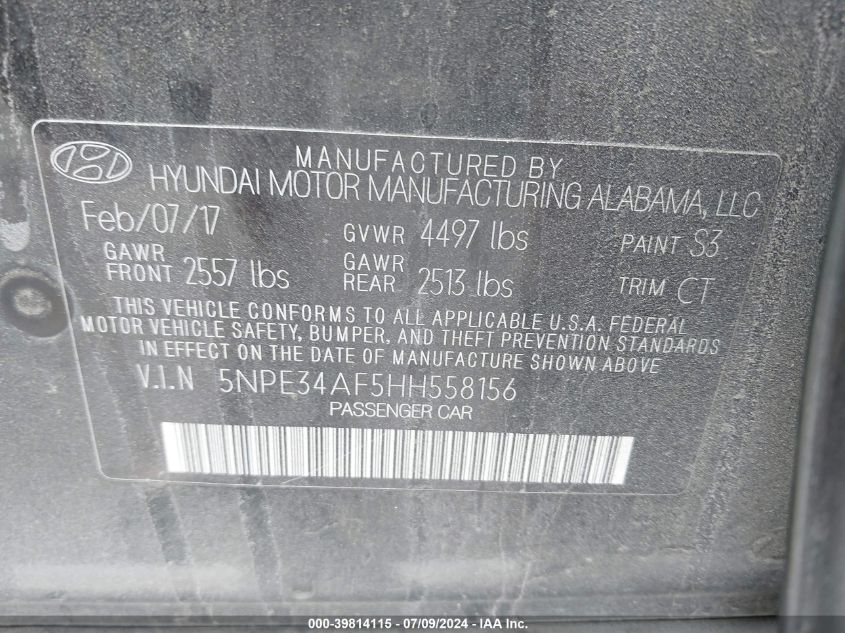 MANUFACTURED BY
HYUNDAI MOTOR MANUFACTURING ALABAMA, LLC
Feb/07/17 GVWR 4497 lbs PAINT S3
GAWR FRONT 2557 lbs GAWR REAR 2513 lbs TRIM CT
THIS VEHICLE CONFORMS TO ALL APPLICABLE U.S.A. FEDERAL
MOTOR VEHICLE SAFETY, BUMPER, AND THEFT PREVENTION STANDARDS
IN EFFECT ON THE DATE OF MANUFACTURE SHOWN ABOVE
V.I.N 5NPE34AF5HH558156
PASSENGER CAR
000-39814115 - 07/09/2024 - IAAI.com